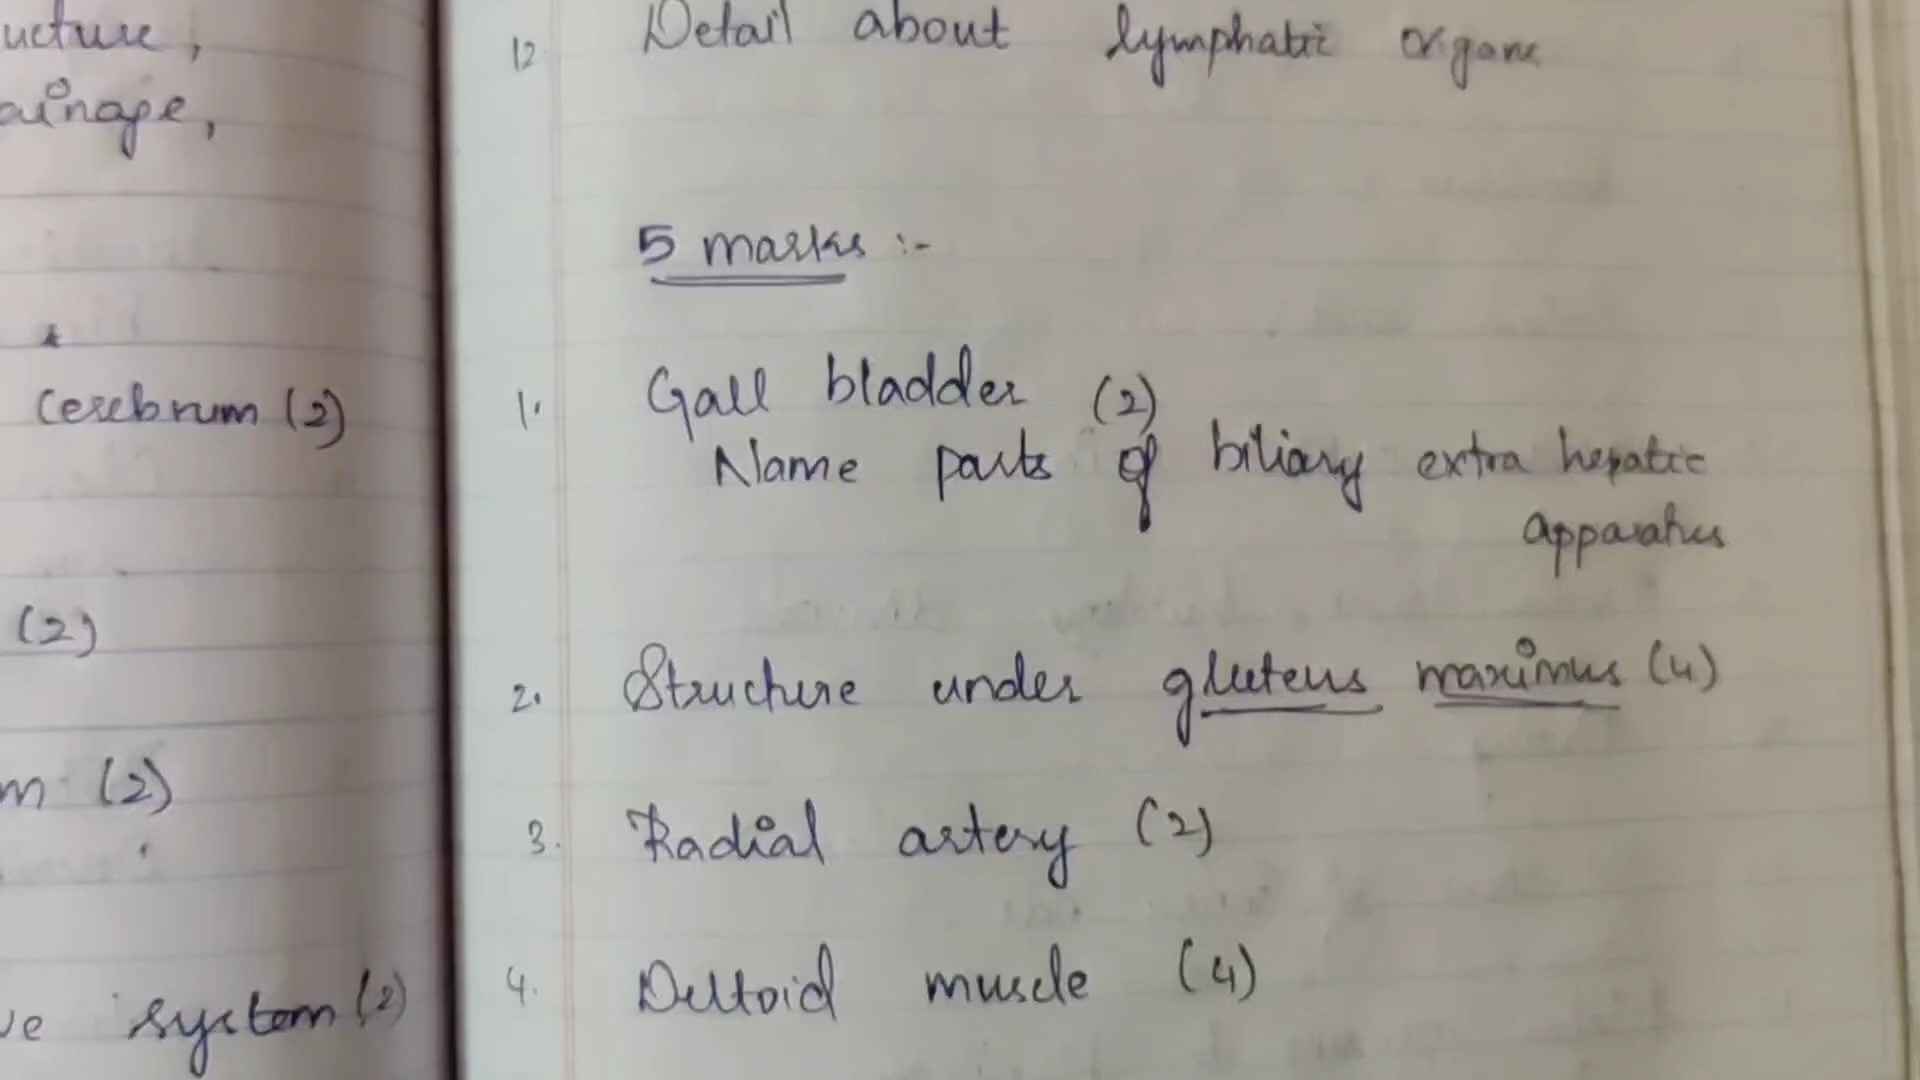 ucture,
ainage,
cerebrum (2)
(2)
m (2)
ve system (2)
12 Detail about lymphatic organs
5 marks :-
1. Gall bladder (2)
Name parts of biliary extra hepatic
apparatus
2. Structure under gluteus maximus (4)
3. Radial artery (2)
4. Deltoid muscle (4)